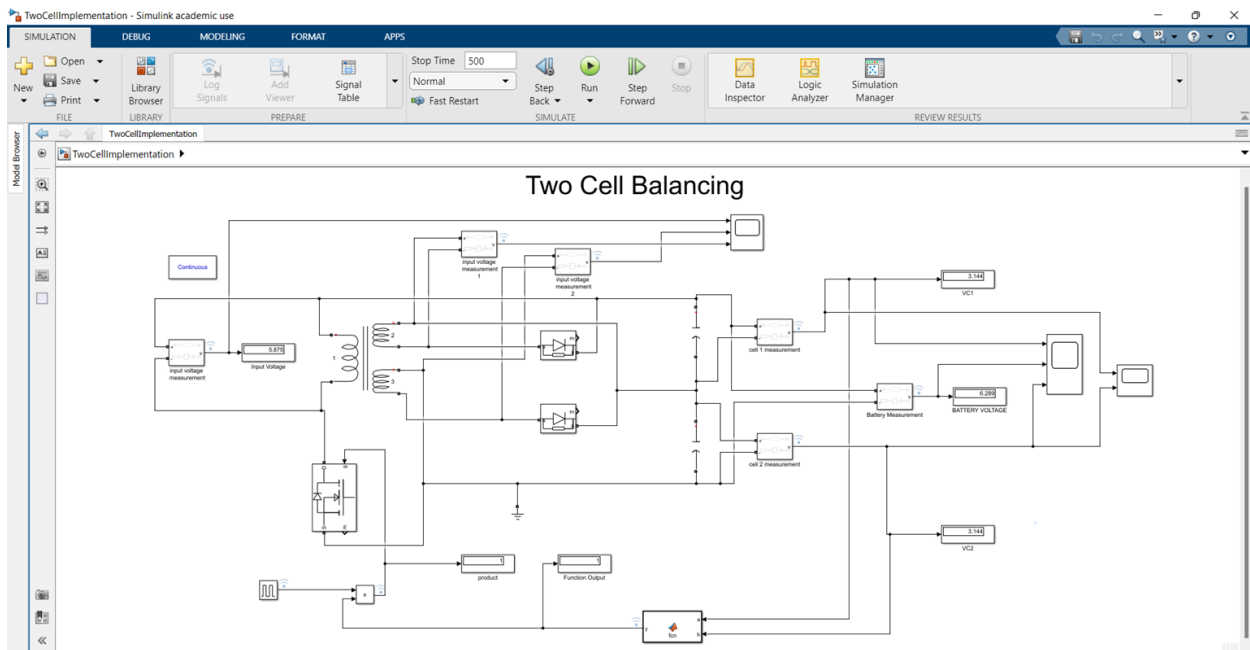 TwoCellImplementation - Simulink academic use
SIMULATION DEBUG MODELING FORMAT APPS
New
Open
Save
Print
FILE
Library
Browser
LIBRARY
Log
Signals
Add
Viewer
Signal
Table
PREPARE
Stop Time 500
Normal
Fast Restart
Step
Back
Run
Step
Forward
Stop
SIMULATE
Data
Inspector
Logic
Analyzer
Simulation
Manager
REVIEW RESULTS
Model Browser
TwoCellImplementation
TwoCellImplementation
Two Cell Balancing
Continuous
input voltage
measurement
1
input voltage
measurement
2
3.144
VC1
input voltage
measurement
5.875
Input Voltage
1
2
3
cell 1 measurement
Battery Measurement
6.289
BATTERY VOLTAGE
cell 2 measurement
3.144
VC2
1
product
1
Function Output
x
y
fcn
a
b